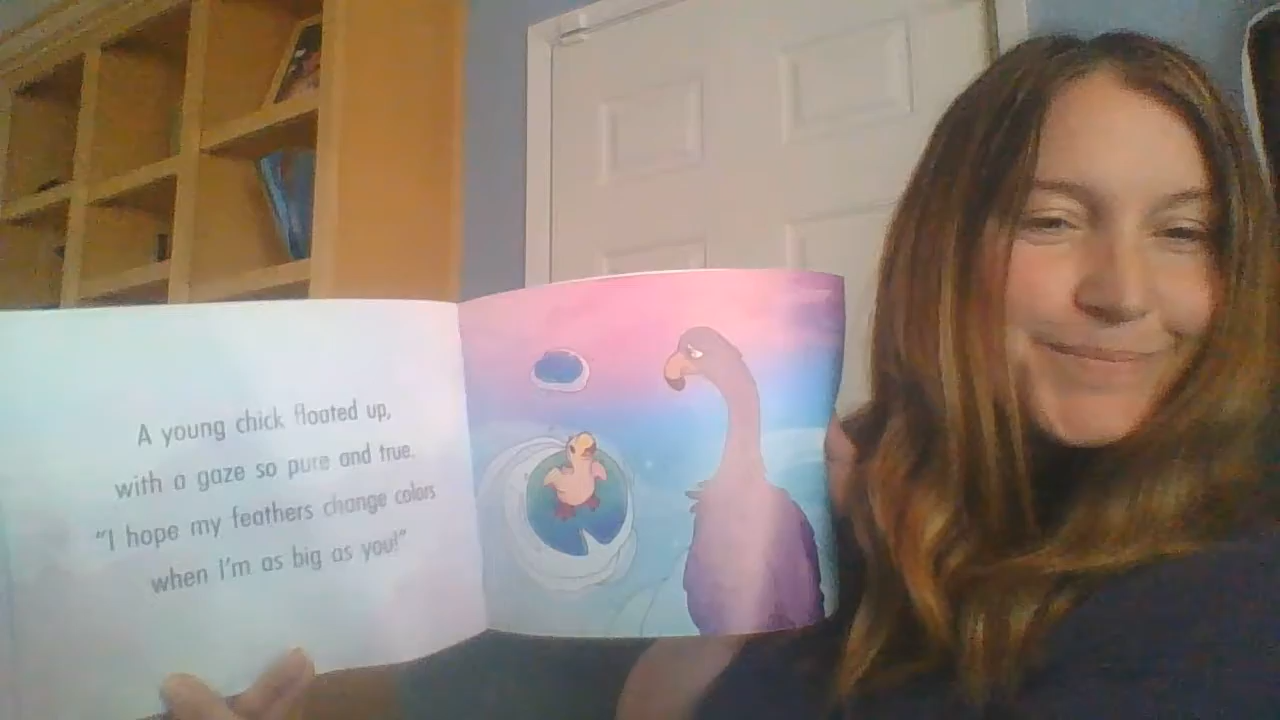 A young chick floated up,
with a gaze so pure and true.
"I hope my feathers change colors
when I'm as big as you!"